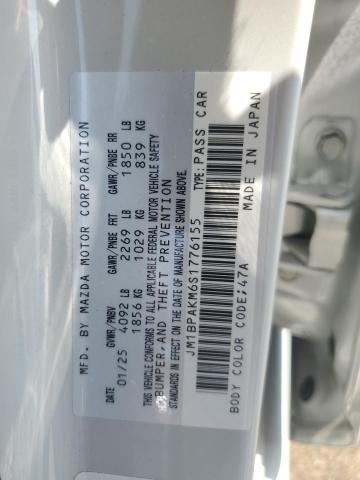 MFD. BY MAZDA MOTOR CORPORATION
GVWR/PNBV GAWR/PNBE FRT GAWR/PNBE RR
01/25 4092 LB 2269 LB 1850 LB
1856 KG 1029 KG 839 KG
THIS VEHICLE CONFORMS TO ALL APPLICABLE FEDERAL MOTOR VEHICLE SAFETY
BUMPER, AND THEFT PREVENTION
STANDARDS IN EFFECT ON THE DATE OF MANUFACTURE SHOWN ABOVE.
JM1BPAKM6S1776155 TYPE:PASS CAR
BODY COLOR CODE:47A MADE IN JAPAN